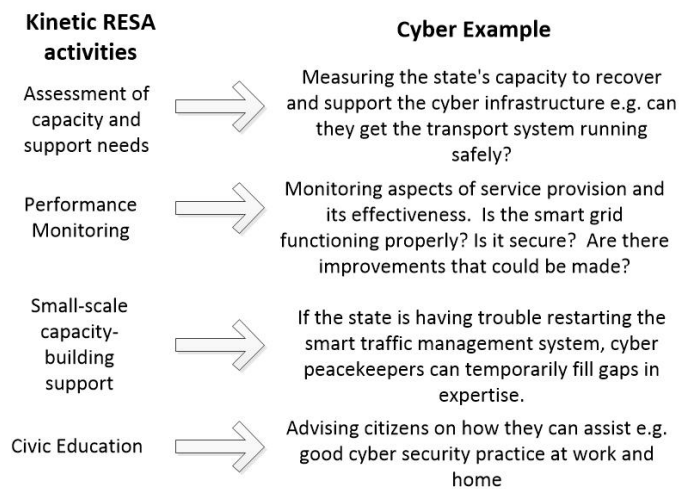 Kinetic RESA
activities
Cyber Example
Assessment of
capacity and
support needs
Measuring the state's capacity to recover
and support the cyber infrastructure e.g. can
they get the transport system running
safely?
Performance
Monitoring
Monitoring aspects of service provision and
its effectiveness. Is the smart grid
functioning properly? Is it secure? Are there
improvements that could be made?
Small-scale
capacity-
building
support
If the state is having trouble restarting the
smart traffic management system, cyber
peacekeepers can temporarily fill gaps in
expertise.
Civic Education
Advising citizens on how they can assist e.g.
good cyber security practice at work and
home